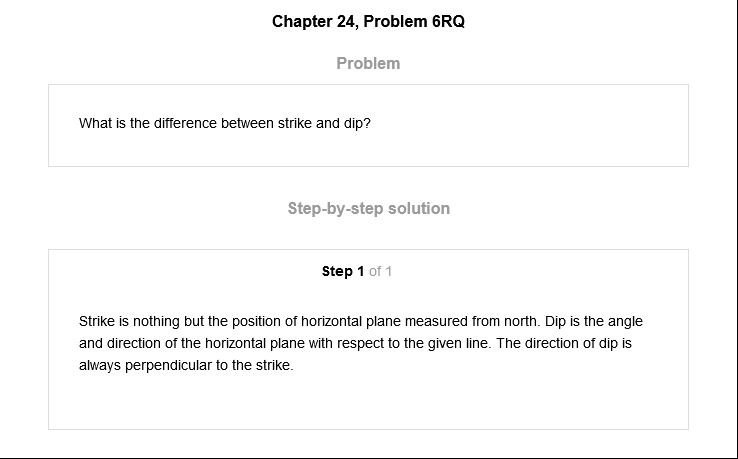 Chapter 24, Problem 6RQ
Problem
What is the difference between strike and dip?
Step-by-step solution
Step 1 of 1
Strike is nothing but the position of horizontal plane measured from north. Dip is the angle
and direction of the horizontal plane with respect to the given line. The direction of dip is
always perpendicular to the strike.